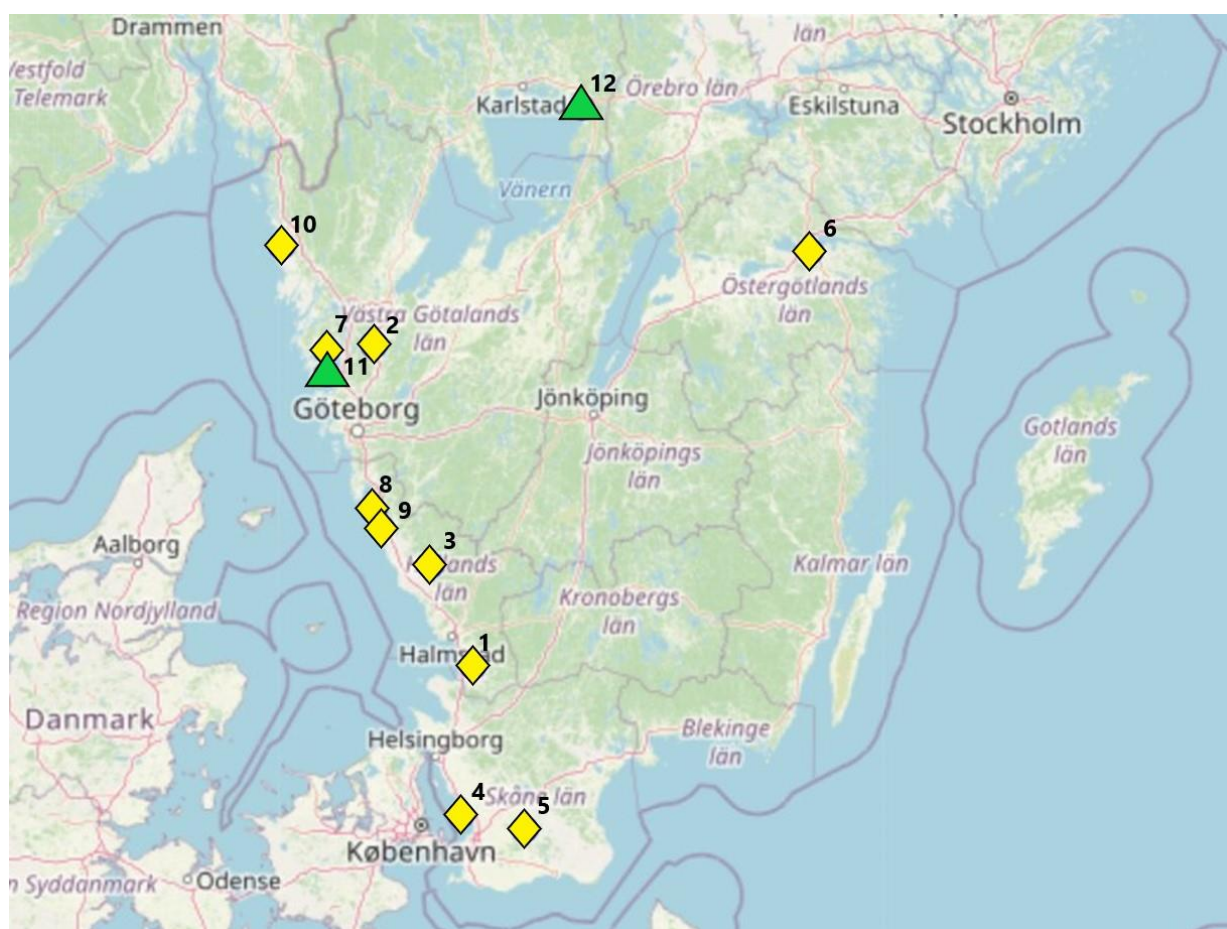 Drammen
län
Vestfold
Telemark
12
Karlstad
Örebro län
Eskilstuna
Stockholm
Vänern
10
6
Östergötlands
län
Västra Götalands
län
7
2
11
Göteborg
Jönköping
Gotlands
län
Jönköpings
län
8
9
Aalborg
3
lands
län
Kalmar län
Region Nordjylland
Kronobergs
län
1
Halmstad
Danmark
Blekinge
län
Helsingborg
4
Skåne län
5
København
Syddanmark
Odense